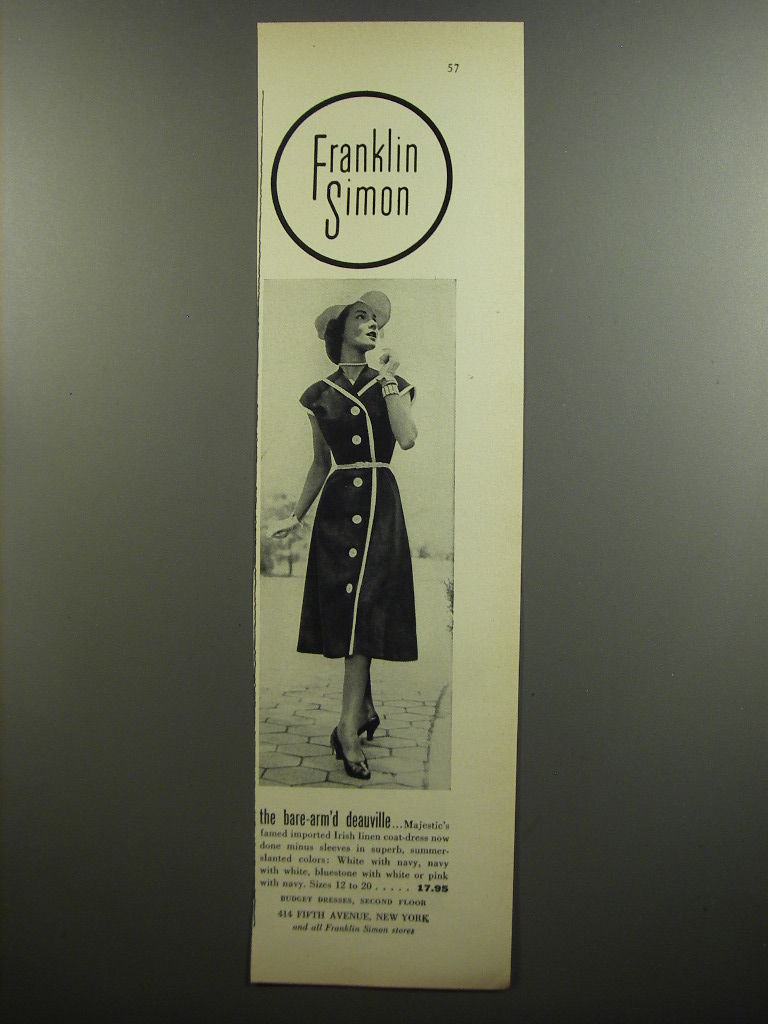 57
Franklin
Simon
the bare-arm'd deauville...Majestic's
famed imported Irish linen coat-dress now
done minus sleeves in superb, summer-
slanted colors: White with navy, navy
with white, bluestone with white or pink
with navy. Sizes 12 to 20 ..... 17.95
BUDGET DRESSES, SECOND FLOOR
414 FIFTH AVENUE, NEW YORK
and all Franklin Simon stores